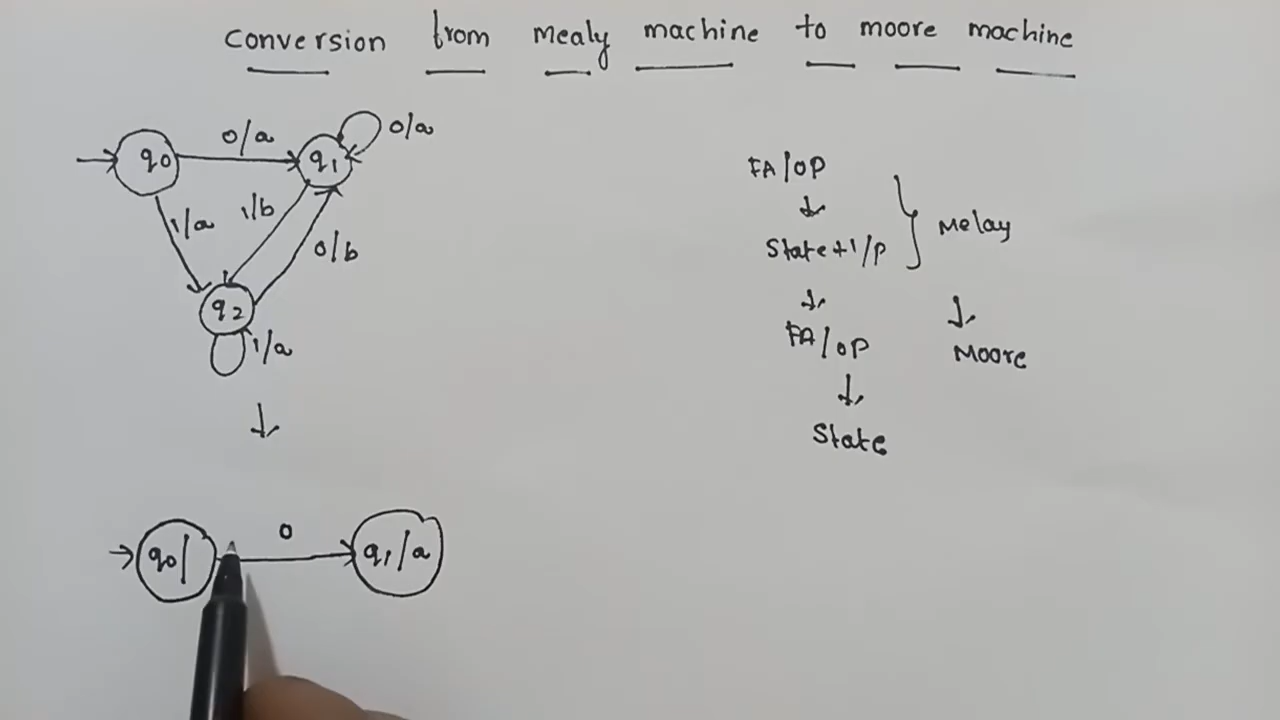 conversion from mealy machine to moore machine
q0
0/a
q1
0/a
1/a
1/b
0/b
q2
1/a
FA/OP
State+1/P
Melay
FA/OP
Moore
State
q0/
0
q1/a